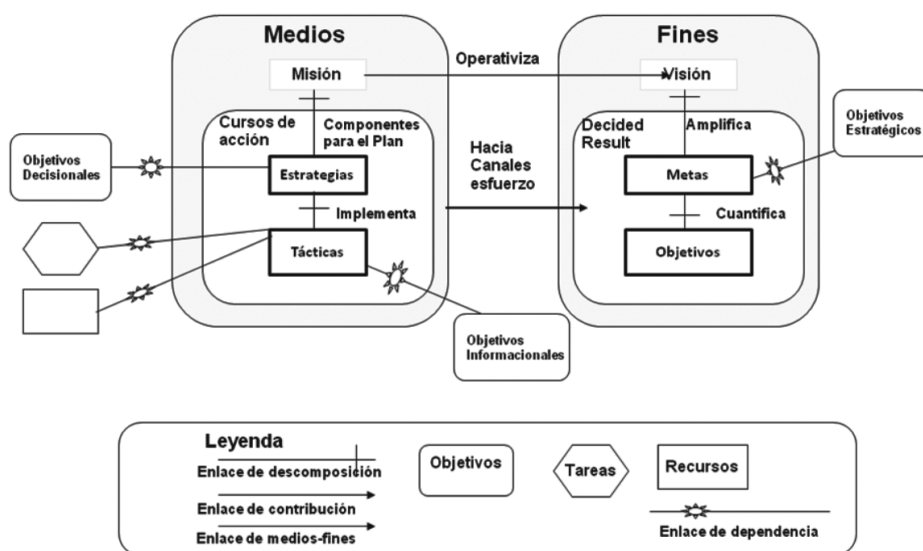 Medios
Misión
Cursos de
acción
Componentes
para el Plan
Estrategias
Implementa
Tácticas
Operativiza
Hacia
Canales
esfuerzo
Fines
Visión
Decided
Result
Amplifica
Metas
Cuantifica
Objetivos
Objetivos
Decisionales
Objetivos
Informacionales
Objetivos
Estratégicos
Leyenda
Enlace de descomposición
Enlace de contribución
Enlace de medios-fines
Objetivos
Tareas
Recursos
Enlace de dependencia